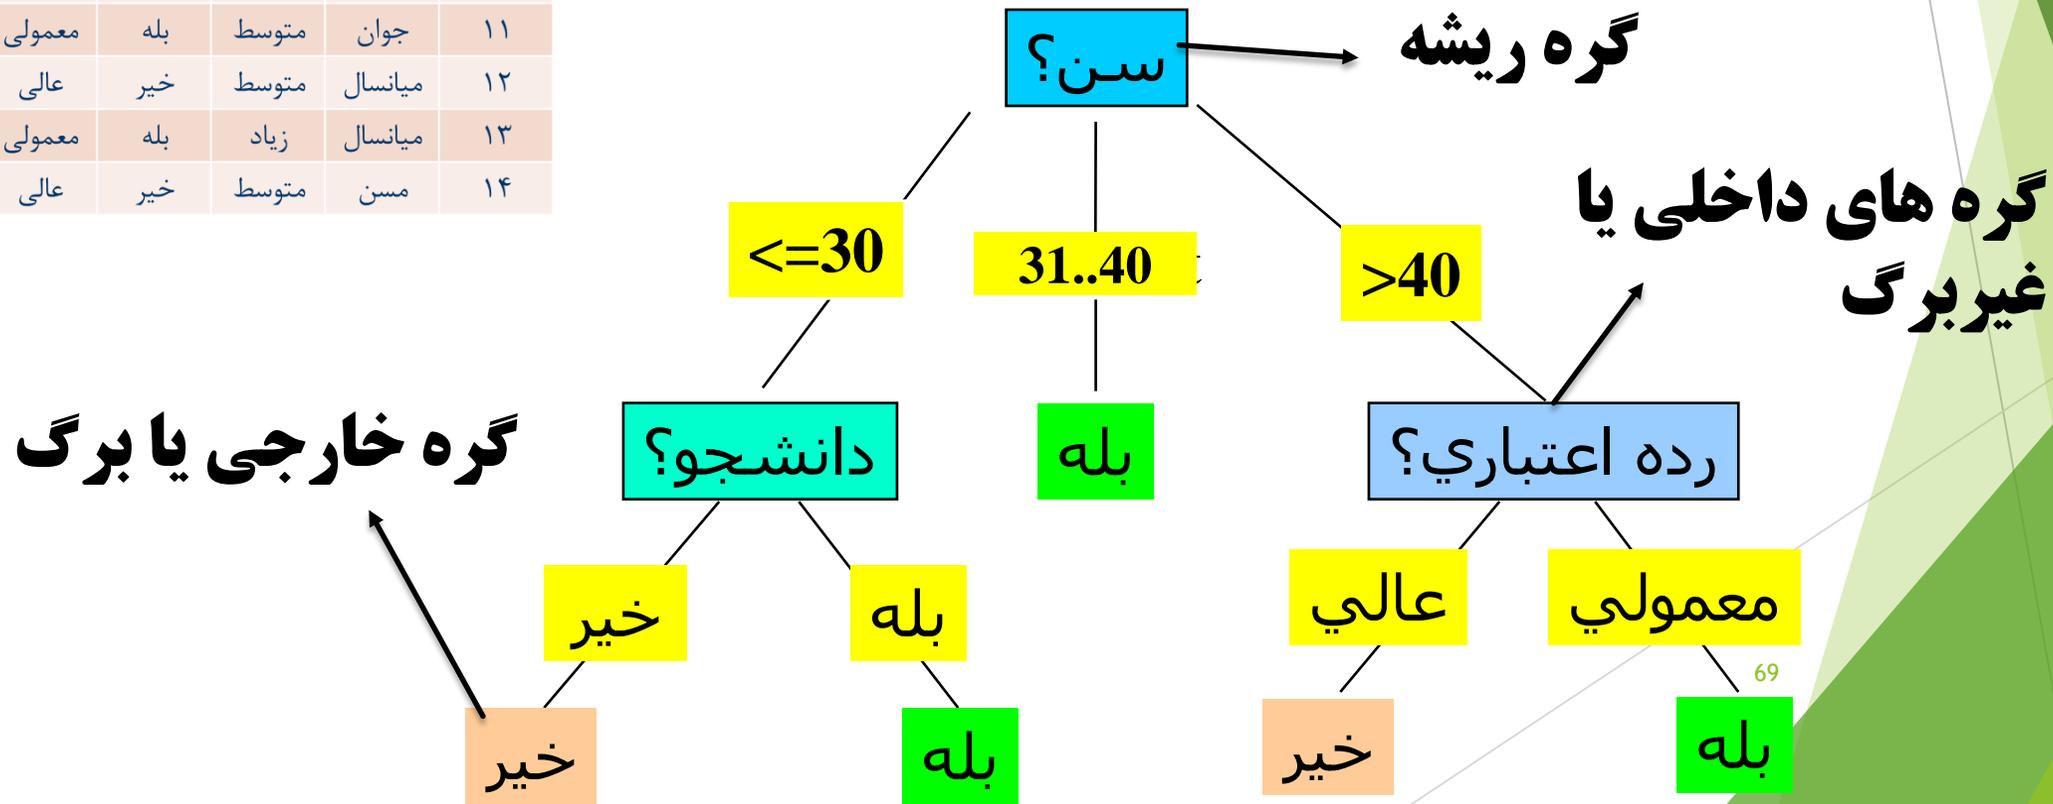 ۱۱ جوان متوسط بله معمولی
۱۲ میانسال متوسط خیر عالی
۱۳ میانسال زیاد بله معمولی
۱۴ مسن متوسط خیر عالی
سن؟
گره ریشه
<=30
31..40
>40
گره های داخلی یا
غیربرگ
گره خارجی یا برگ
دانشجو؟
بله
رده اعتباري؟
خیر
بله
عالي
معمولي
69
خیر
بله
خیر
بله